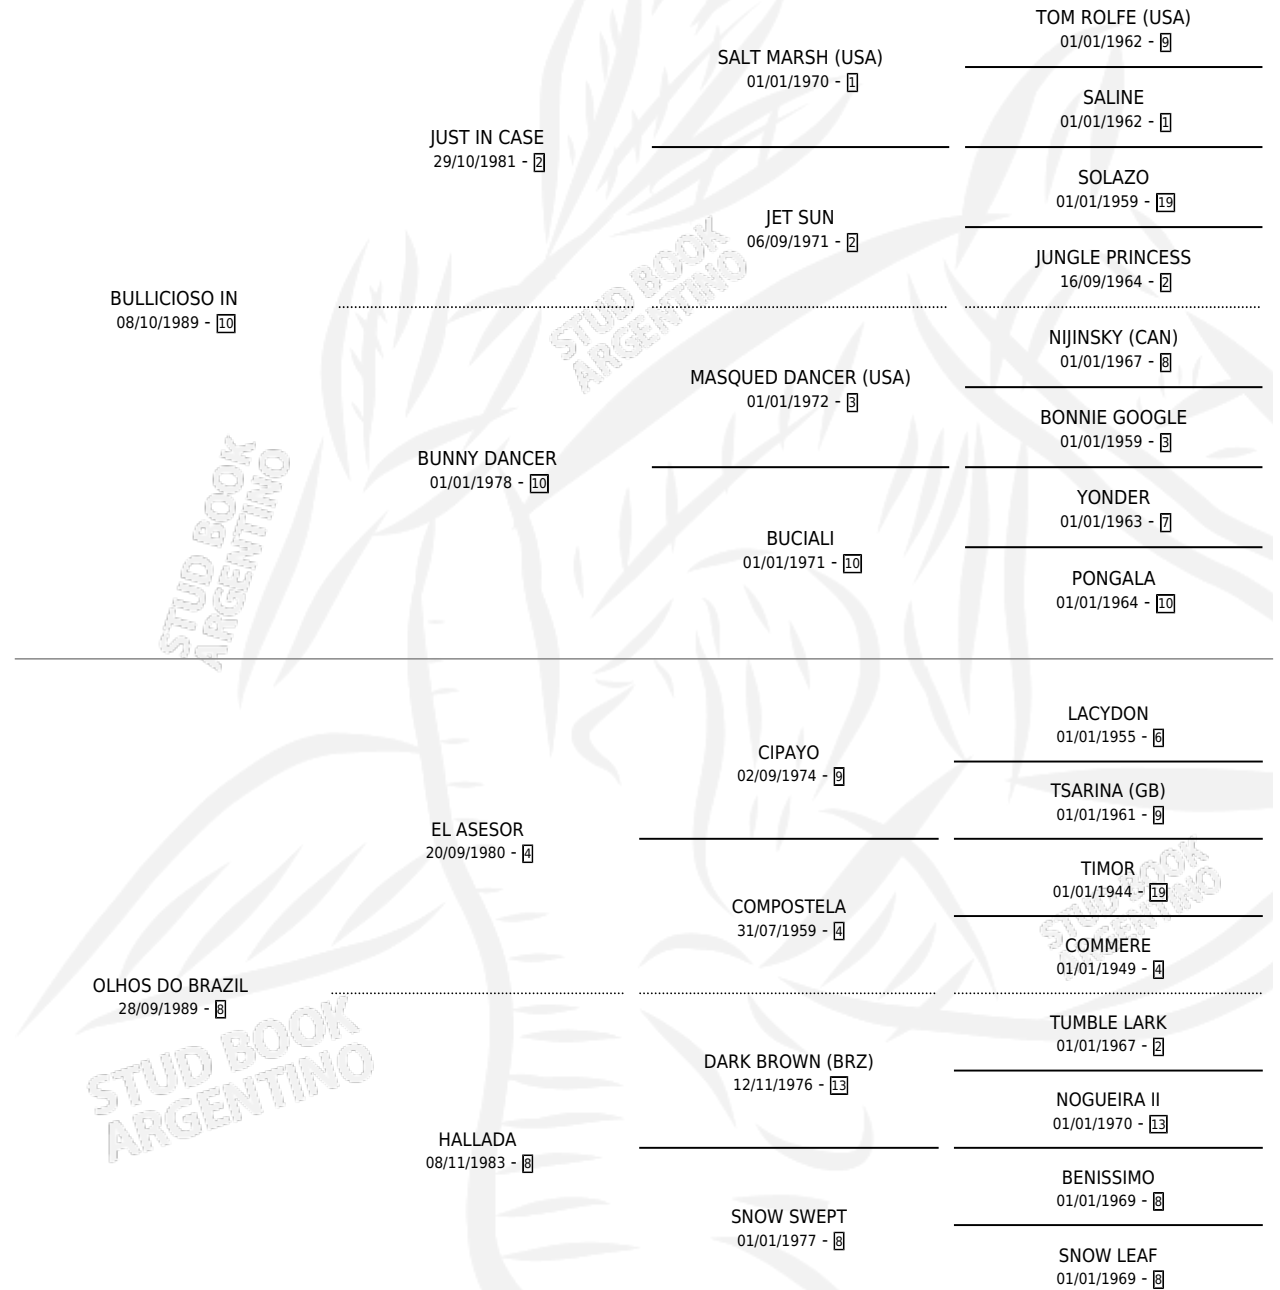 TOM ROLFE (USA)
01/01/1962 - 9
SALT MARSH (USA)
01/01/1970 - 1
SALINE
01/01/1962 - 1
JUST IN CASE
29/10/1981 - 2
SOLAZO
01/01/1959 - 19
JET SUN
06/09/1971 - 2
JUNGLE PRINCESS
16/09/1964 - 2
BULLICIOSO IN
08/10/1989 - 10
STUD BOOK
ARGENTINO
NIJINSKY (CAN)
01/01/1967 - 8
MASQUED DANCER (USA)
01/01/1972 - 3
BONNIE GOOGLE
01/01/1959 - 3
BUNNY DANCER
01/01/1978 - 10
YONDER
01/01/1963 - 7
BUCIALI
01/01/1971 - 10
PONGALA
01/01/1964 - 10
STUD BOOK
ARGENTINO
LACYDON
01/01/1955 - 6
CIPAYO
02/09/1974 - 9
TSARINA (GB)
01/01/1961 - 9
EL ASESOR
20/09/1980 - 4
TIMOR
01/01/1944 - 19
COMPOSTELA
31/07/1959 - 4
STUD BOOK
ARGENTINO
COMMERE
01/01/1949 - 4
OLHOS DO BRAZIL
28/09/1989 - 8
TUMBLE LARK
01/01/1967 - 2
DARK BROWN (BRZ)
12/11/1976 - 13
STUD BOOK
ARGENTINO
NOGUEIRA II
01/01/1970 - 13
HALLADA
08/11/1983 - 8
BENISSIMO
01/01/1969 - 8
SNOW SWEPT
01/01/1977 - 8
SNOW LEAF
01/01/1969 - 8